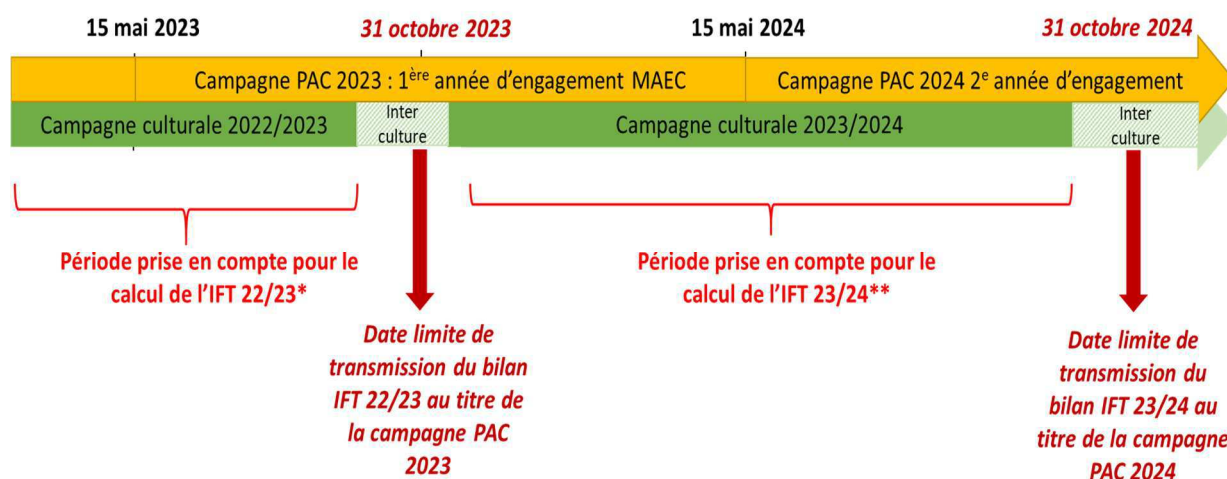 15 mai 2023
31 octobre 2023
15 mai 2024
31 octobre 2024
Campagne PAC 2023 : 1ère année d'engagement MAEC
Campagne PAC 2024 2e année d'engagement
Campagne culturale 2022/2023
Inter
culture
Campagne culturale 2023/2024
Inter
culture
Période prise en compte pour le
calcul de l'IFT 22/23*
Période prise en compte pour le
calcul de l'IFT 23/24**
Date limite de
transmission du bilan
IFT 22/23 au titre de
la campagne PAC
2023
Date limite de
transmission du
bilan IFT 23/24 au
titre de la campagne
PAC 2024